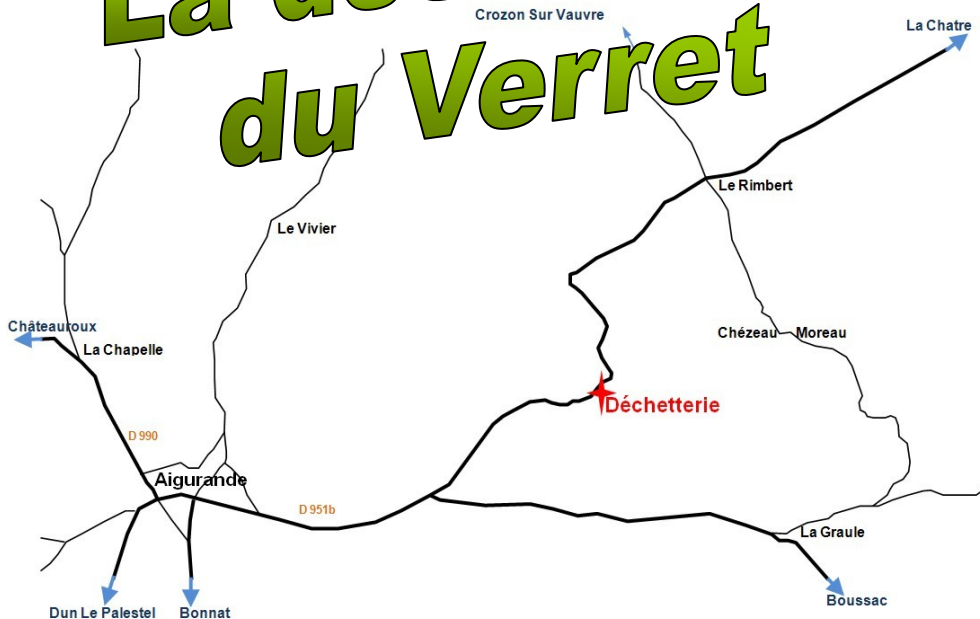 La
du Verret
Crozon Sur Vauvre
La Chatre
Le Rimbert
Le Vivier
Châteauroux
La Chapelle
Chézeau Moreau
Déchetterie
D 990
Aigurande
D 951b
La Graule
Dun Le Palestel
Bonnat
Boussac